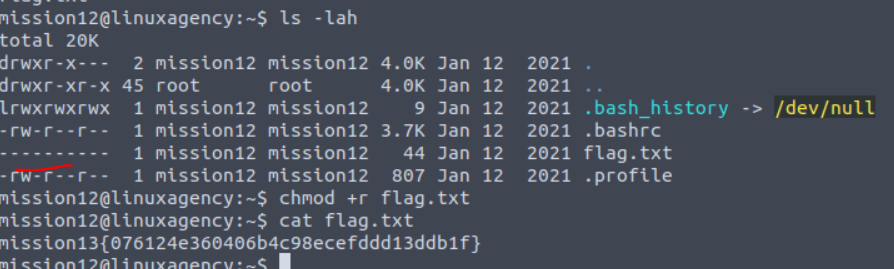 mission12@linuxagency:~$ ls -lah
total 20K
drwxr-x---  2 mission12 mission12 4.0K Jan 12  2021 .
drwxr-xr-x 45 root      root      4.0K Jan 12  2021 ..
lrwxrwxrwx  1 mission12 mission12    9 Jan 12  2021 .bash_history -> /dev/null
-rw-r--r--  1 mission12 mission12 3.7K Jan 12  2021 .bashrc
----------  1 mission12 mission12   44 Jan 12  2021 flag.txt
-rw-r--r--  1 mission12 mission12  807 Jan 12  2021 .profile
mission12@linuxagency:~$ chmod +r flag.txt
mission12@linuxagency:~$ cat flag.txt
mission13{076124e360406b4c98ecefddd13ddb1f}
mission12@linuxagency:~$